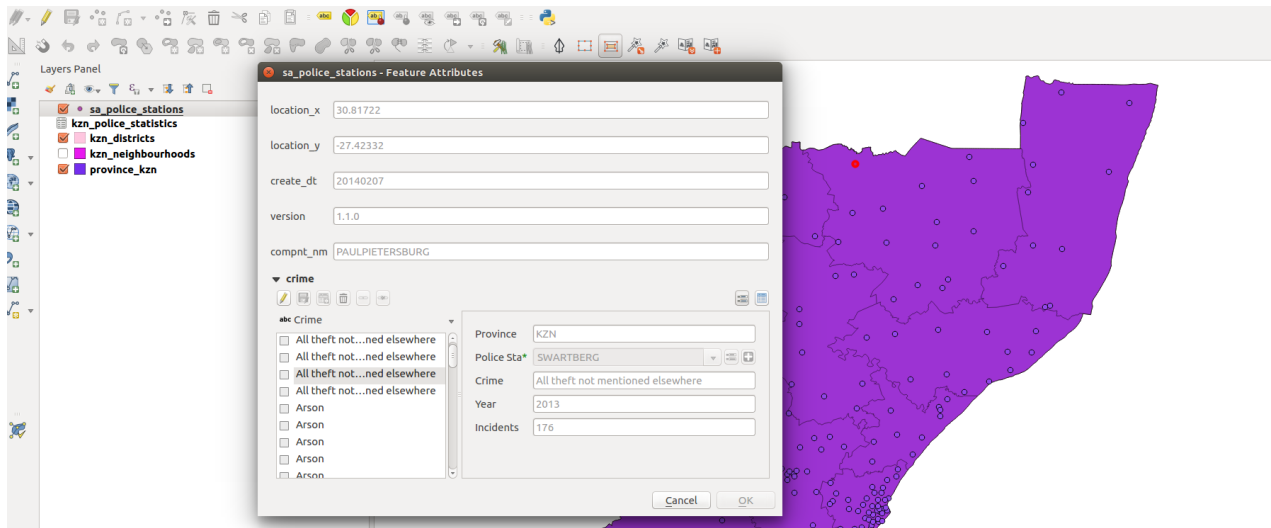 abc
Layers Panel
sa_police_stations
kzn_police_statistics
kzn_districts
kzn_neighbourhoods
province_kzn
sa_police_stations - Feature Attributes
location_x 30.81722
location_y -27.42332
create_dt 20140207
version 1.1.0
compnt_nm PAULPIETERSBURG
crime
abc Crime
All theft not...ned elsewhere
All theft not...ned elsewhere
All theft not...ned elsewhere
All theft not...ned elsewhere
Arson
Arson
Arson
Arson
Arson
Province KZN
Police Sta* SWARTBERG
Crime All theft not mentioned elsewhere
Year 2013
Incidents 176
Cancel OK